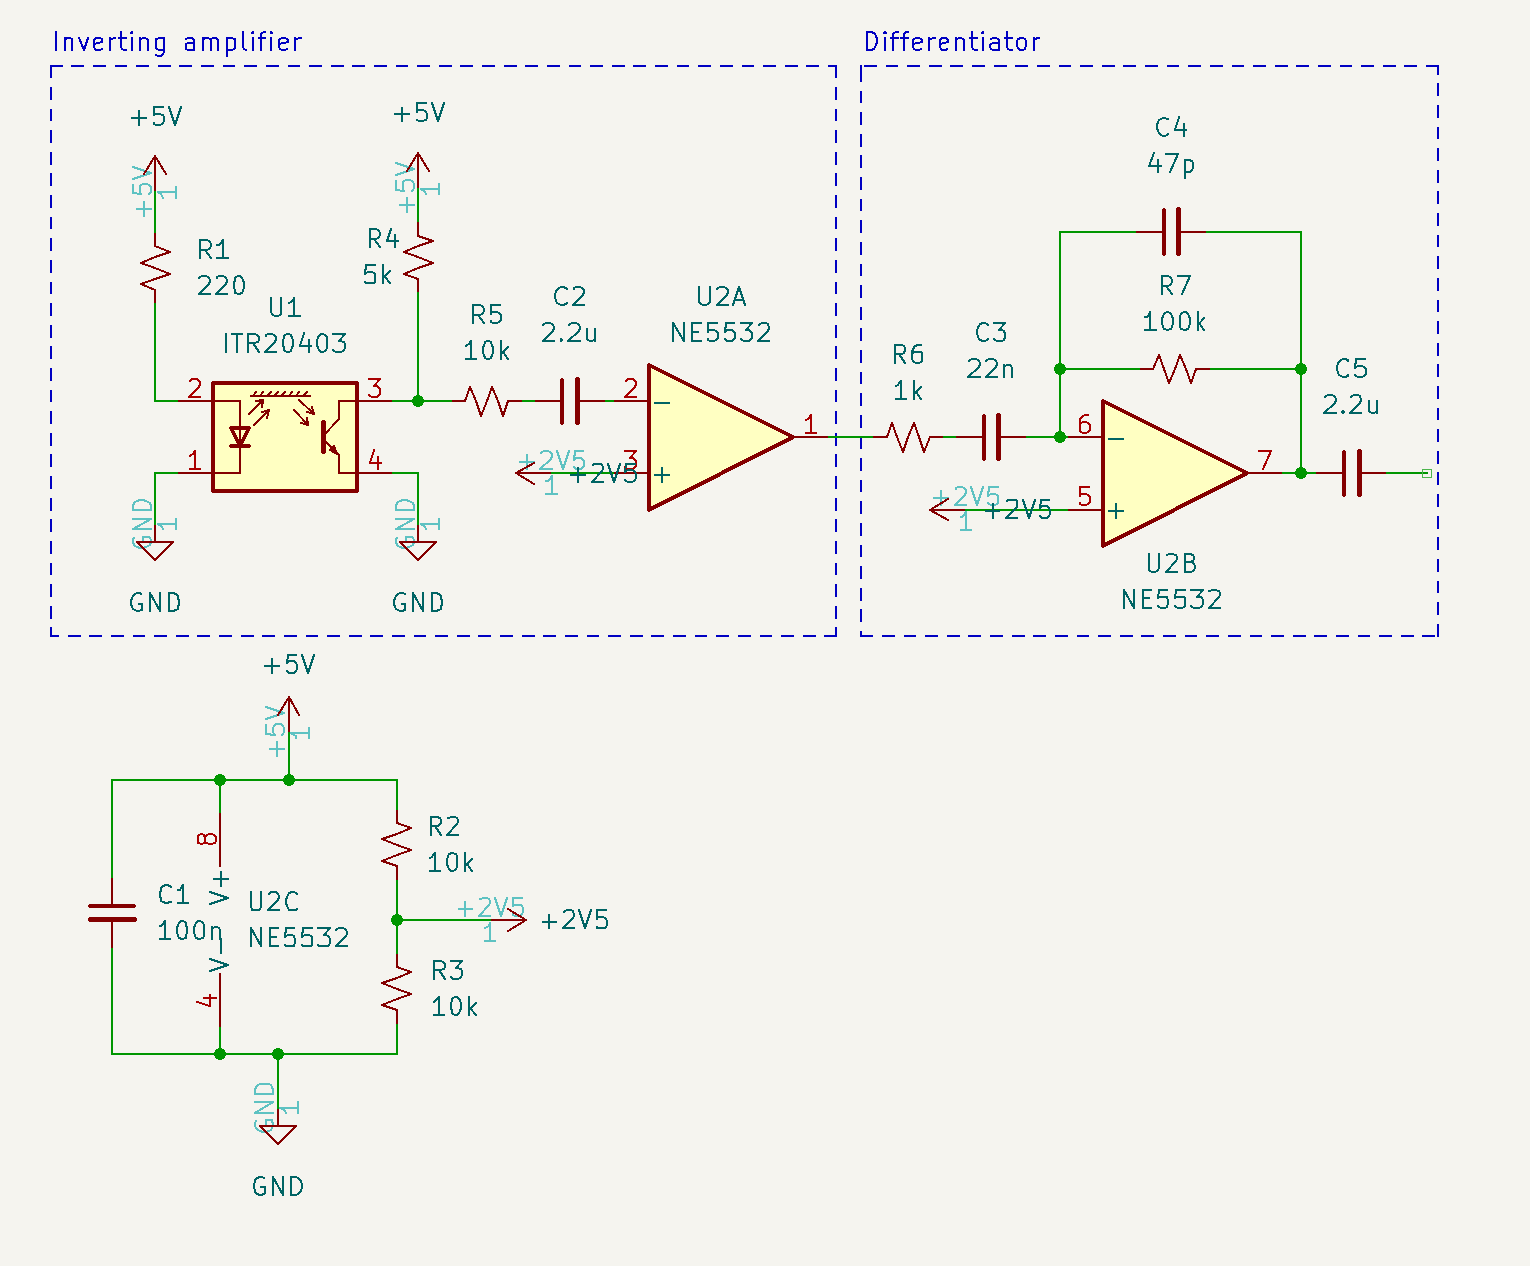 Inverting amplifier
Differentiator
+5V
+5V
1
+5V
+5V
1
R1
220
R4
5k
U1
ITR20403
2
3
1
4
R5
10k
C2
2.2u
U2A
NE5532
2
−
3
+
1
+2V5
1
+2V5
GND
1
GND
GND
1
GND
C4
47p
R7
100k
R6
1k
C3
22n
C5
2.2u
6
−
5
+
7
+2V5
1
+2V5
U2B
NE5532
+5V
+5V
1
8
V+
C1
100n
U2C
NE5532
V−
4
R2
10k
+2V5
1
+2V5
R3
10k
GND
1
GND